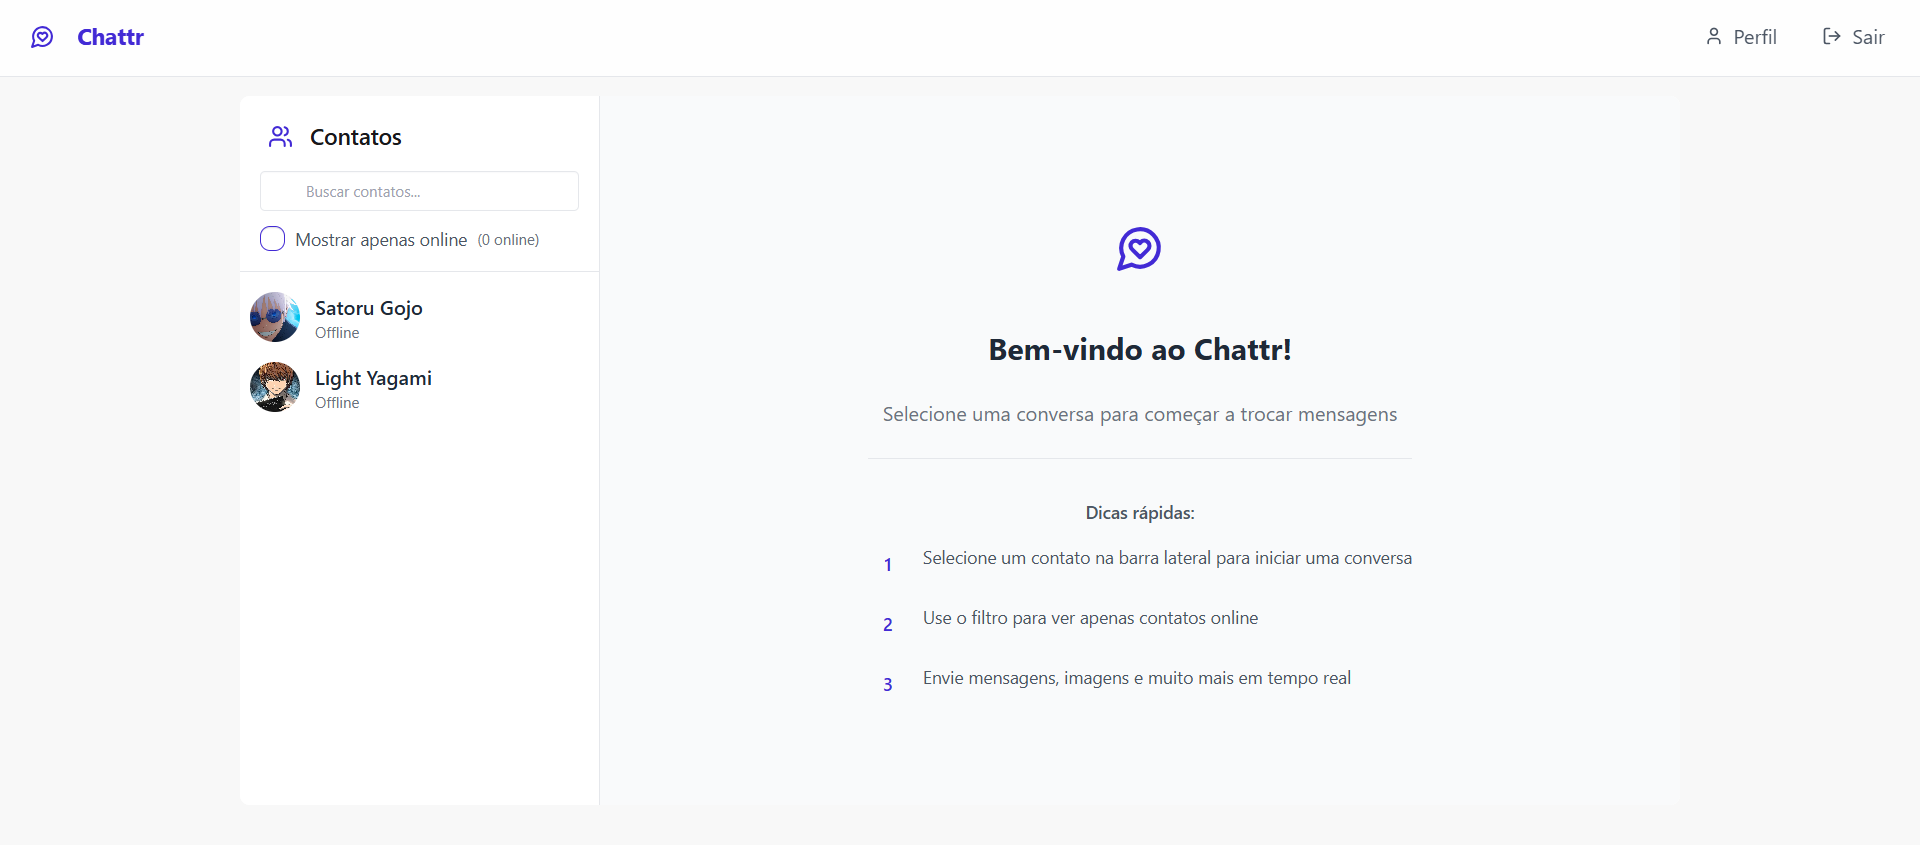 Chattr
Perfil
Sair
Contatos
Buscar contatos...
Mostrar apenas online (0 online)
Satoru Gojo
Offline
Light Yagami
Offline
Bem-vindo ao Chattr!
Selecione uma conversa para começar a trocar mensagens
Dicas rápidas:
1 Selecione um contato na barra lateral para iniciar uma conversa
2 Use o filtro para ver apenas contatos online
3 Envie mensagens, imagens e muito mais em tempo real